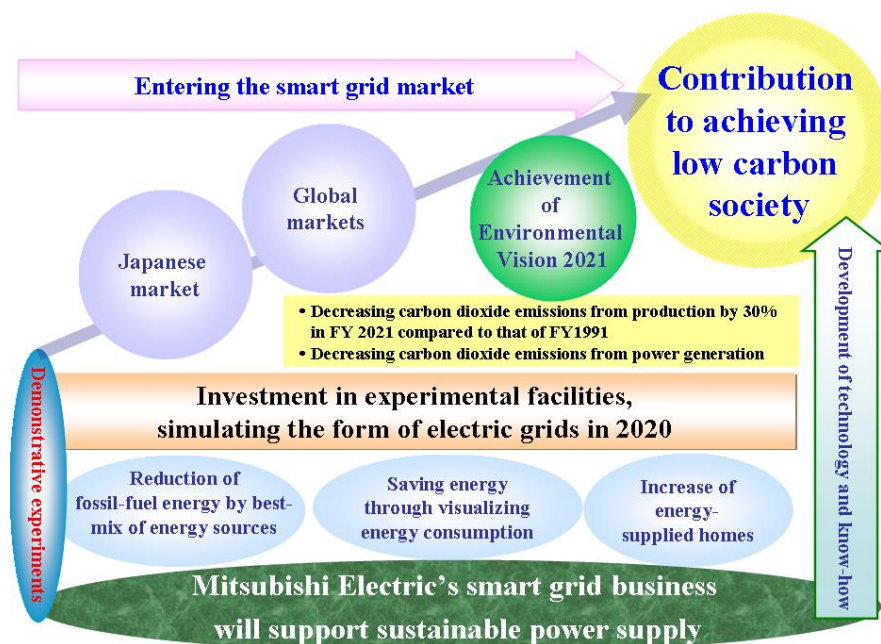 Entering the smart grid market
Contribution
to achieving
low carbon
society
Global
markets
Achievement
of
Environmental
Vision 2021
Japanese
market
• Decreasing carbon dioxide emissions from production by 30%
in FY 2021 compared to that of FY1991
• Decreasing carbon dioxide emissions from power generation
Demonstrative experiments
Investment in experimental facilities,
simulating the form of electric grids in 2020
Development of technology and know-how
Reduction of
fossil-fuel energy by best-
mix of energy sources
Saving energy
through visualizing
energy consumption
Increase of
energy-
supplied homes
Mitsubishi Electric's smart grid business
will support sustainable power supply